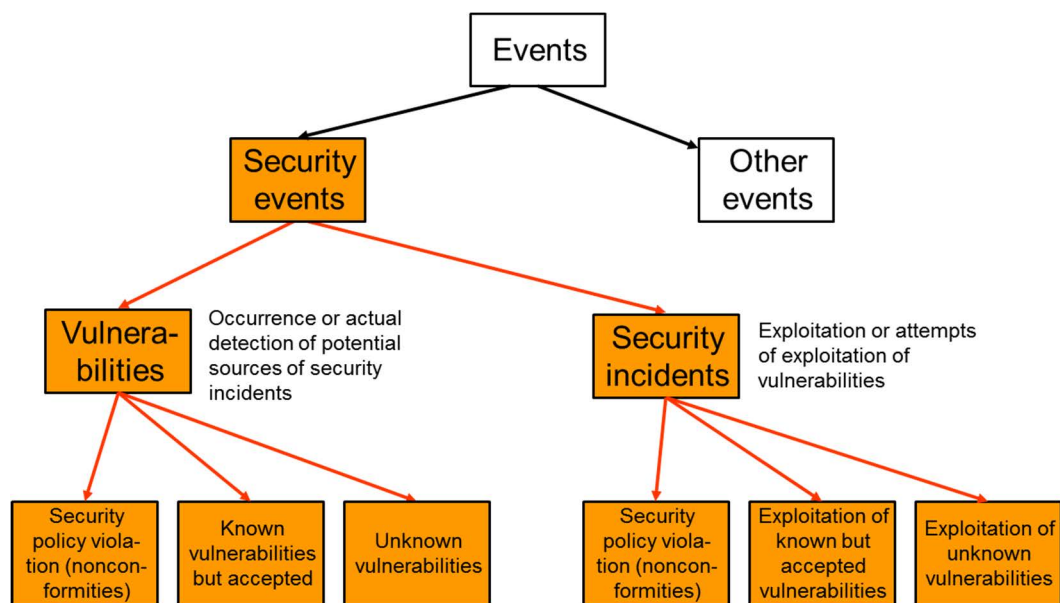 Events
Security
events
Other
events
Vulnera-
bilities
Occurrence or actual
detection of potential
sources of security
incidents
Security
incidents
Exploitation or attempts
of exploitation of
vulnerabilities
Security
policy viola-
tion (noncon-
formities)
Known
vulnerabilities
but accepted
Unknown
vulnerabilities
Security
policy viola-
tion (noncon-
formities)
Exploitation of
known but
accepted
vulnerabilities
Exploitation of
unknown
vulnerabilities